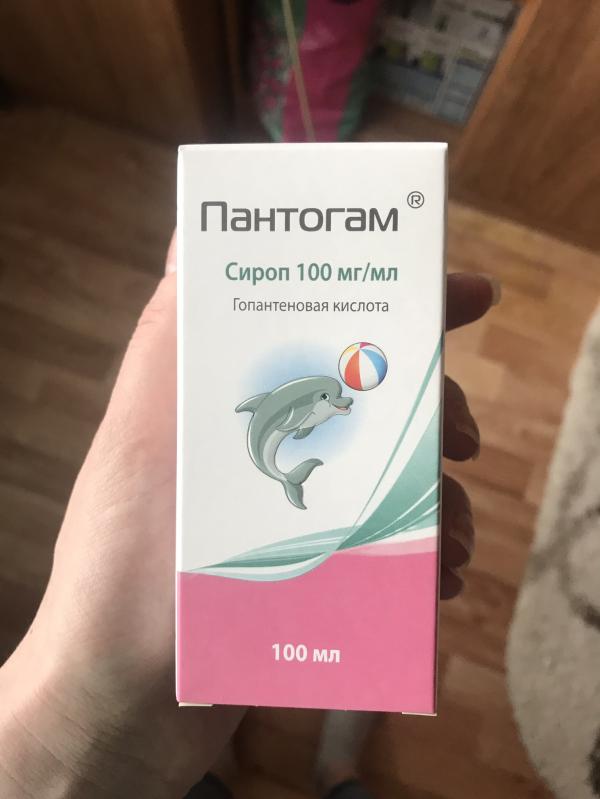 Пантогам ®
Сироп 100 мг/мл
Гопантеновая кислота
100 мл